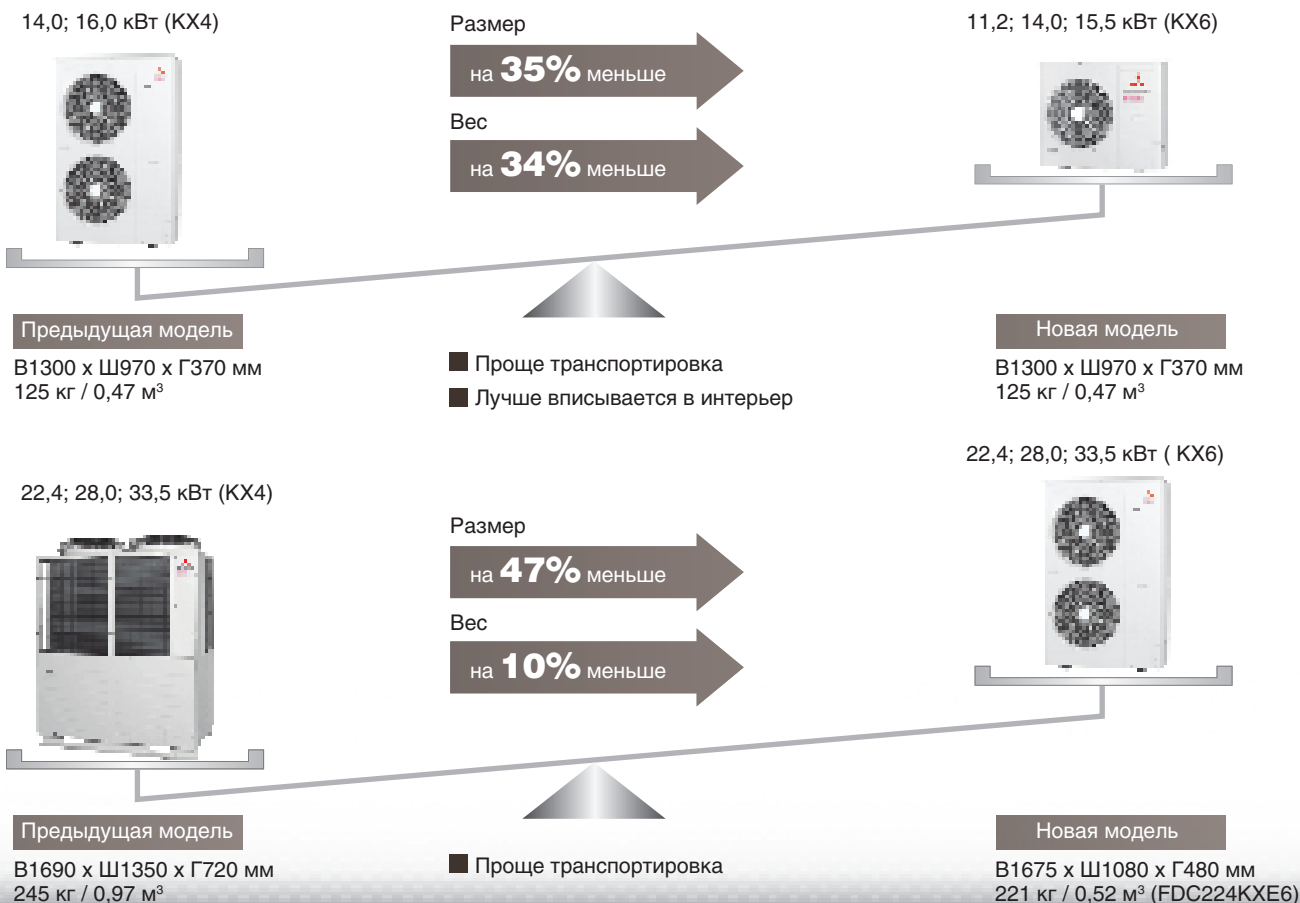 14,0; 16,0 кВт (KX4)
Размер
на 35% меньше
Вес
на 34% меньше
11,2; 14,0; 15,5 кВт (KX6)
Предыдущая модель
В1300 х Ш970 х Г370 мм
125 кг / 0,47 м³
Проще транспортировка
Лучше вписывается в интерьер
Новая модель
В1300 х Ш970 х Г370 мм
125 кг / 0,47 м³
22,4; 28,0; 33,5 кВт (KX4)
Размер
на 47% меньше
Вес
на 10% меньше
22,4; 28,0; 33,5 кВт ( KX6)
Предыдущая модель
В1690 х Ш1350 х Г720 мм
245 кг / 0,97 м³
Проще транспортировка
Новая модель
В1675 х Ш1080 х Г480 мм
221 кг / 0,52 м³ (FDC224KXE6)